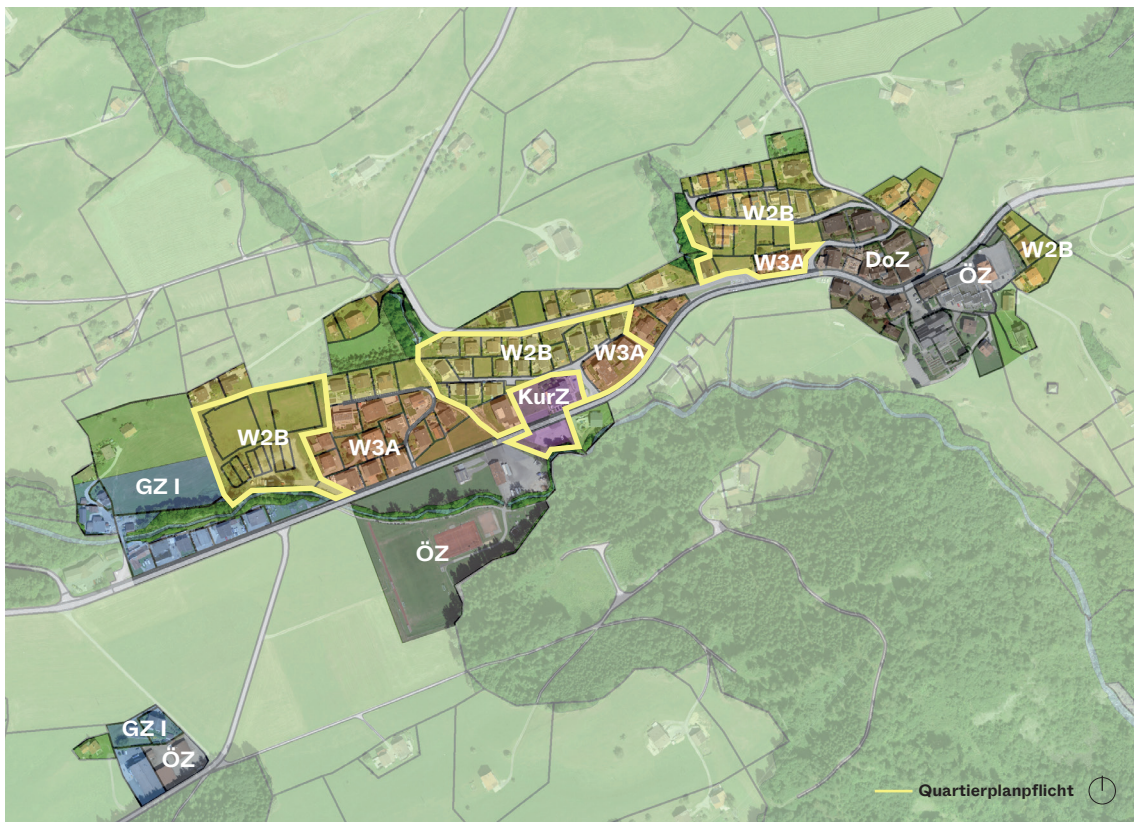 W2B
DoZ
W2B
W3A
ÖZ
W2B
W3A
KurZ
W2B
W3A
GZ I
ÖZ
GZ I
ÖZ
Quartierplanpflicht